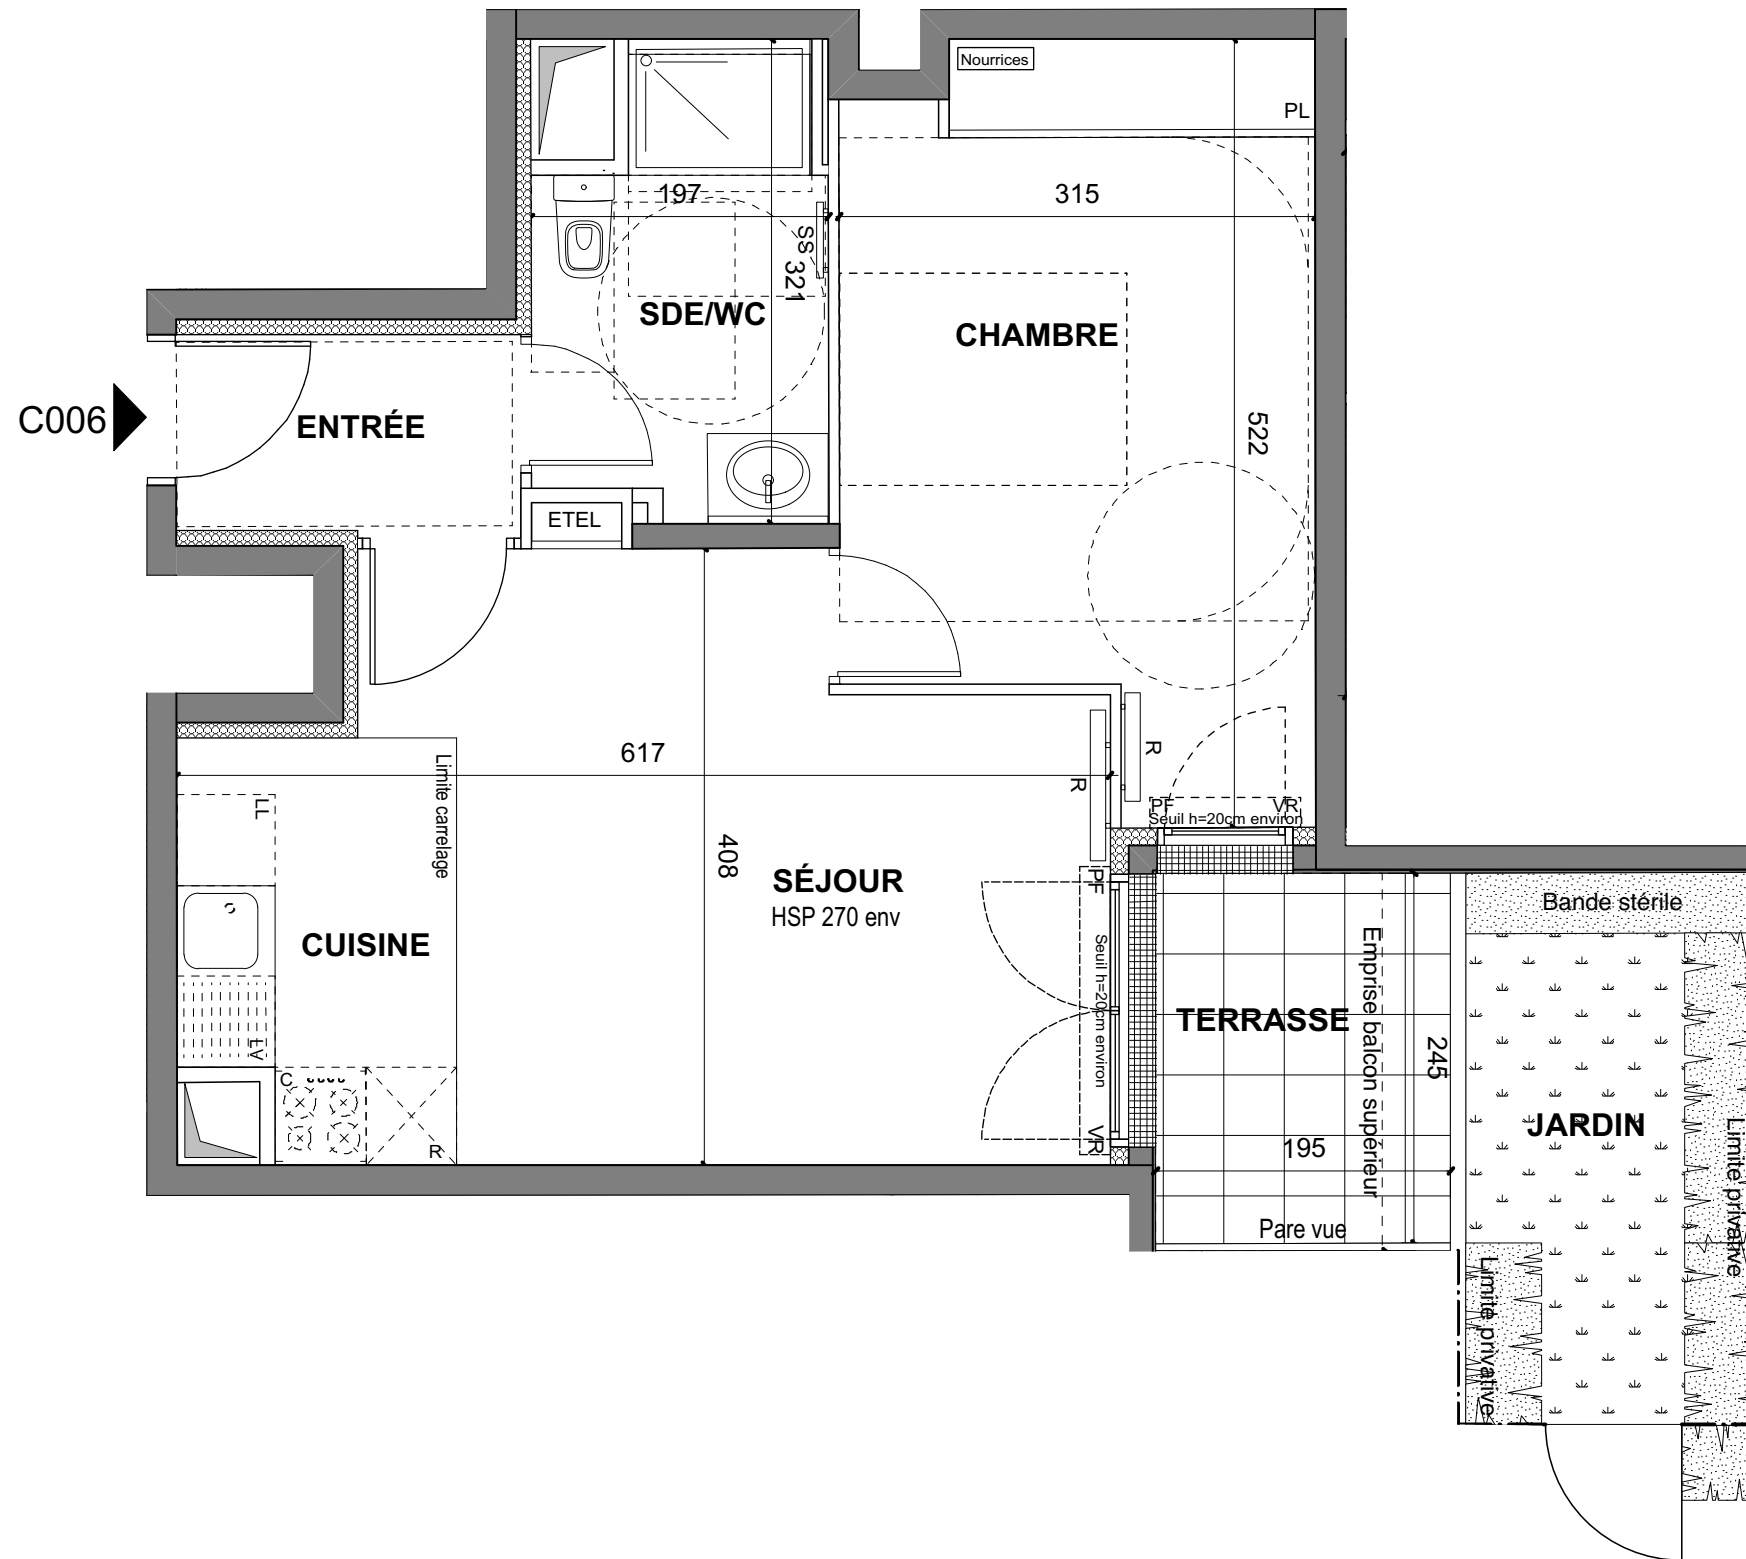 Nourrices
PL
197
315
SS
321
SDE/WC
CHAMBRE
C006
ENTRÉE
522
ETEL
617
R
R
Limite carrelage
LL
PF
VR
Seuil h=20cm environ
408
SÉJOUR
HSP 270 env
PF
Bande stérile
CUISINE
Seuil h=20cm environ
Emprise balcon supérieur
TERRASSE
245
LV
C
JARDIN
VR
195
R
Limite privative
Pare vue
Limite privative